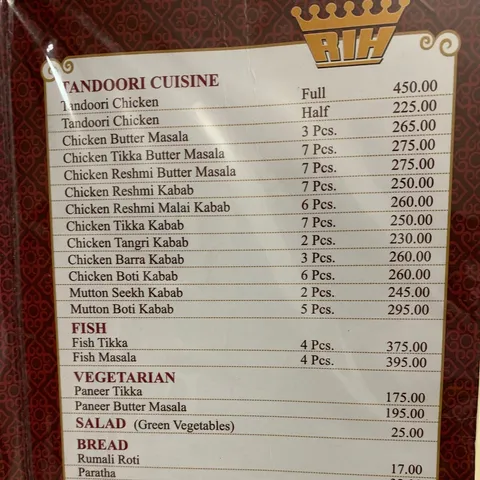 RIH
TANDOORI CUISINE
Tandoori Chicken Full 450.00
Tandoori Chicken Half 225.00
Chicken Butter Masala 3 Pcs. 265.00
Chicken Tikka Butter Masala 7 Pcs. 275.00
Chicken Reshmi Butter Masala 7 Pcs. 275.00
Chicken Reshmi Kabab 7 Pcs. 250.00
Chicken Reshmi Malai Kabab 6 Pcs. 260.00
Chicken Tikka Kabab 7 Pcs. 250.00
Chicken Tangri Kabab 2 Pcs. 230.00
Chicken Barra Kabab 3 Pcs. 260.00
Chicken Boti Kabab 6 Pcs. 260.00
Mutton Seekh Kabab 2 Pcs. 245.00
Mutton Boti Kabab 5 Pcs. 295.00
FISH
Fish Tikka 4 Pcs. 375.00
Fish Masala 4 Pcs. 395.00
VEGETARIAN
Paneer Tikka 175.00
Paneer Butter Masala 195.00
SALAD (Green Vegetables) 25.00
BREAD
Rumali Roti 17.00
Paratha